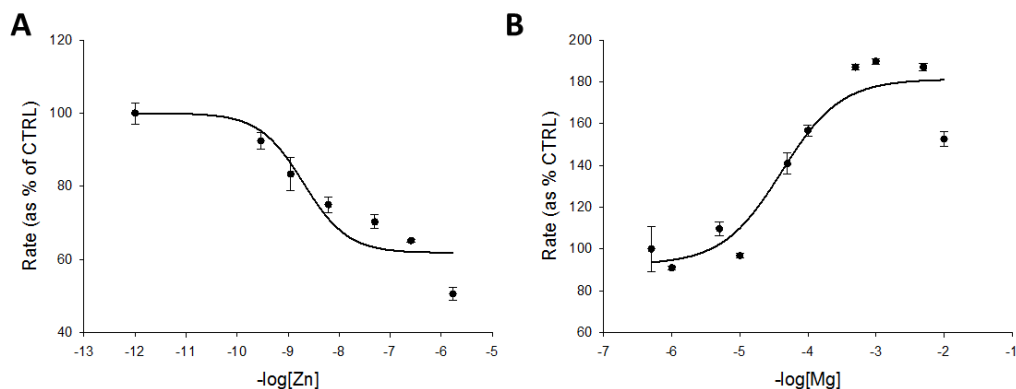 A
Rate (as % of CTRL)
120
100
80
60
40
-13 -12 -11 -10 -9 -8 -7 -6 -5
-log[Zn]
B
Rate (as % CTRL)
200
180
160
140
120
100
80
60
-7 -6 -5 -4 -3 -2 -1
-log[Mg]